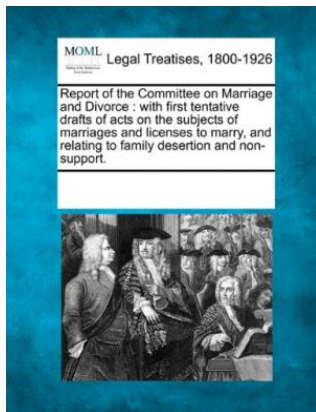 MOML Legal Treatises, 1800-1926
Report of the Committee on Marriage
and Divorce : with first tentative
drafts of acts on the subjects of
marriages and licenses to marry, and
relating to family desertion and non-
support.